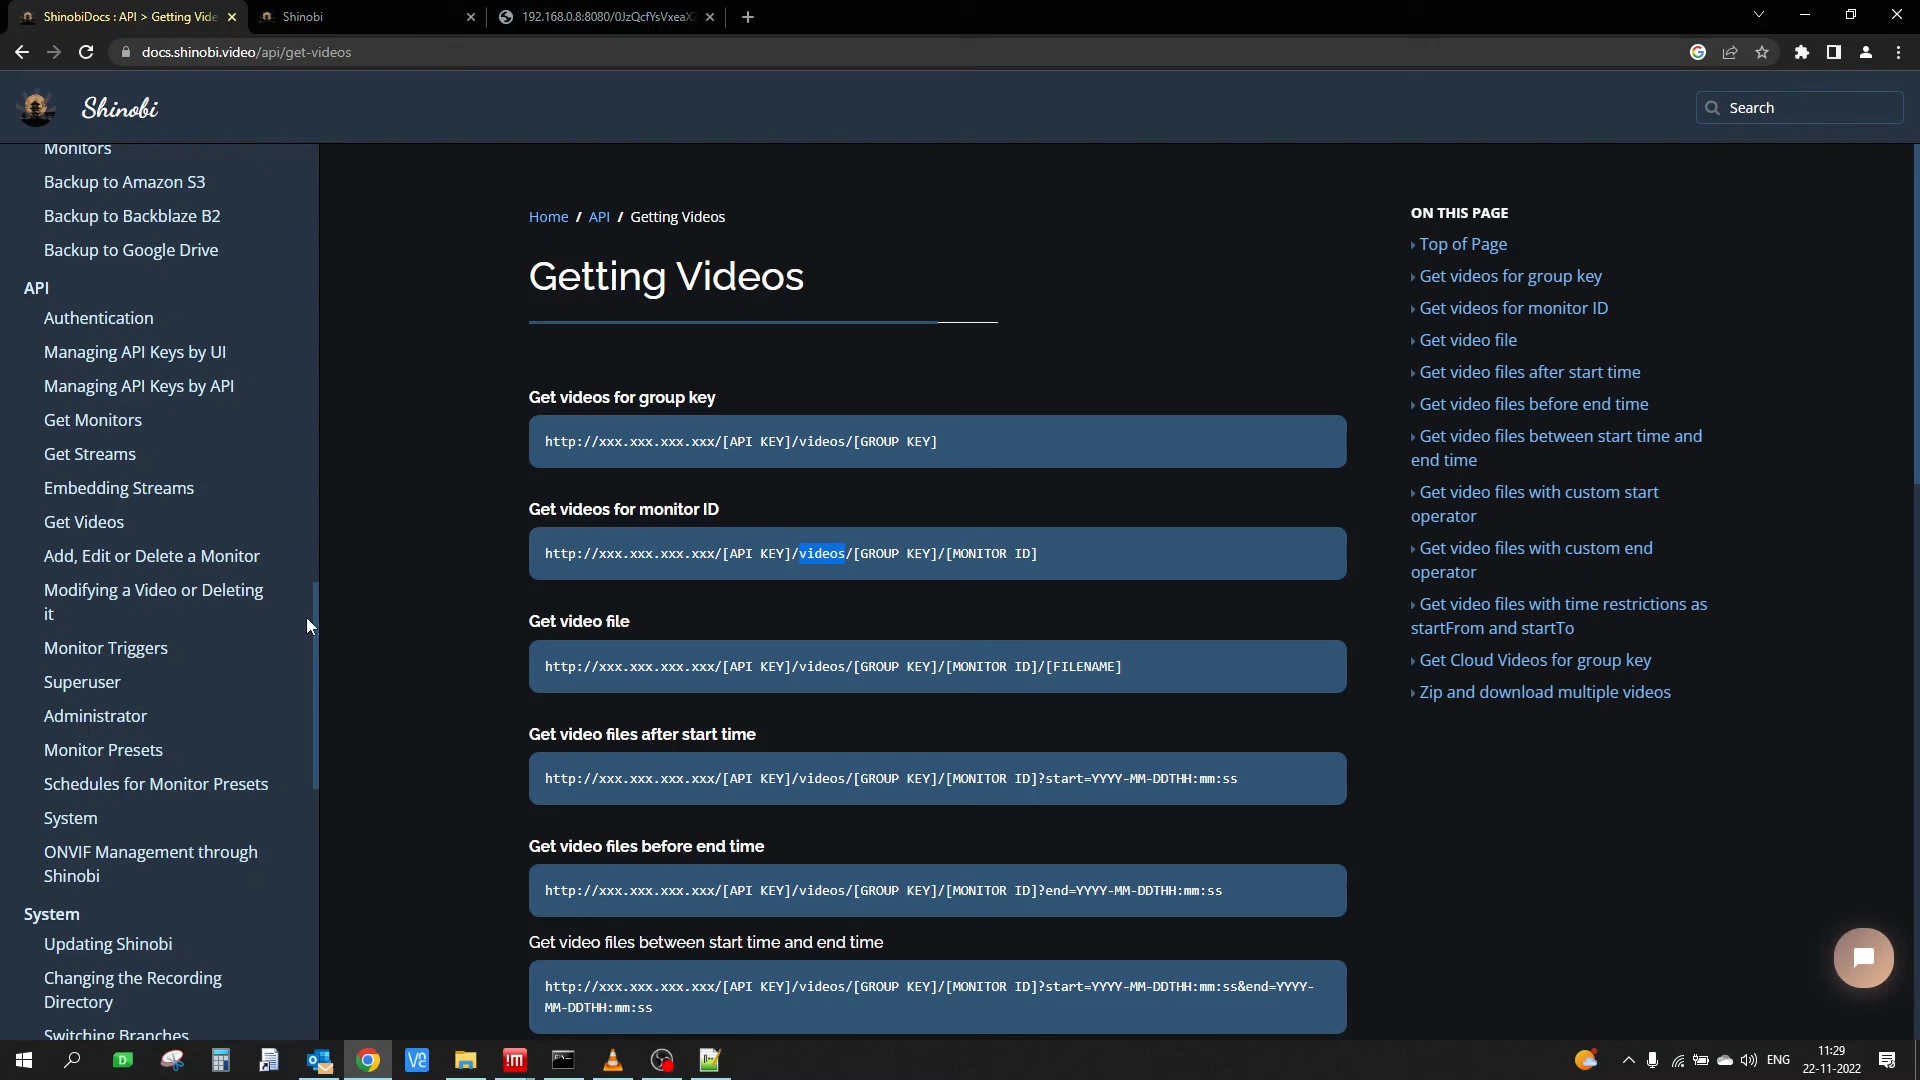 ShinobiDocs : API > Getting Vide
Shinobi
192.168.0.8:8080/0JzQcfYsVxeaX
docs.shinobi.video/api/get-videos
Shinobi
Search
Monitors
Backup to Amazon S3
Backup to Backblaze B2
Backup to Google Drive
API
Authentication
Managing API Keys by UI
Managing API Keys by API
Get Monitors
Get Streams
Embedding Streams
Get Videos
Add, Edit or Delete a Monitor
Modifying a Video or Deleting
it
Monitor Triggers
Superuser
Administrator
Monitor Presets
Schedules for Monitor Presets
System
ONVIF Management through
Shinobi
System
Updating Shinobi
Changing the Recording
Directory
Switching Branches
Home / API / Getting Videos
Getting Videos
Get videos for group key
http://xxx.xxx.xxx.xxx/[API KEY]/videos/[GROUP KEY]
Get videos for monitor ID
http://xxx.xxx.xxx.xxx/[API KEY]/videos/[GROUP KEY]/[MONITOR ID]
Get video file
http://xxx.xxx.xxx.xxx/[API KEY]/videos/[GROUP KEY]/[MONITOR ID]/[FILENAME]
Get video files after start time
http://xxx.xxx.xxx.xxx/[API KEY]/videos/[GROUP KEY]/[MONITOR ID]?start=YYYY-MM-DDTHH:mm:ss
Get video files before end time
http://xxx.xxx.xxx.xxx/[API KEY]/videos/[GROUP KEY]/[MONITOR ID]?end=YYYY-MM-DDTHH:mm:ss
Get video files between start time and end time
http://xxx.xxx.xxx.xxx/[API KEY]/videos/[GROUP KEY]/[MONITOR ID]?start=YYYY-MM-DDTHH:mm:ss&end=YYYY-
MM-DDTHH:mm:ss
ON THIS PAGE
Top of Page
Get videos for group key
Get videos for monitor ID
Get video file
Get video files after start time
Get video files before end time
Get video files between start time and
end time
Get video files with custom start
operator
Get video files with custom end
operator
Get video files with time restrictions as
startFrom and startTo
Get Cloud Videos for group key
Zip and download multiple videos
ENG
11:29
22-11-2022